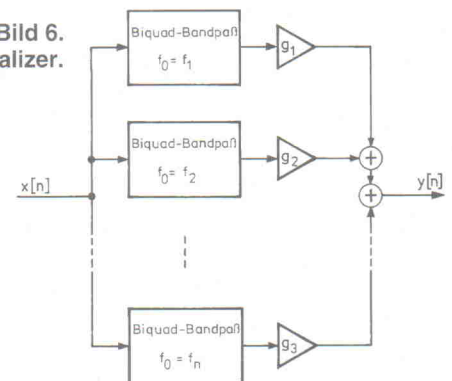 Bild 6.
alizer.
Biquad-Bandpaß
f₀ = f₁
g₁
Biquad-Bandpaß
f₀ = f₂
g₂
x[n]
y[n]
Biquad-Bandpaß
f₀ = fₙ
g₃